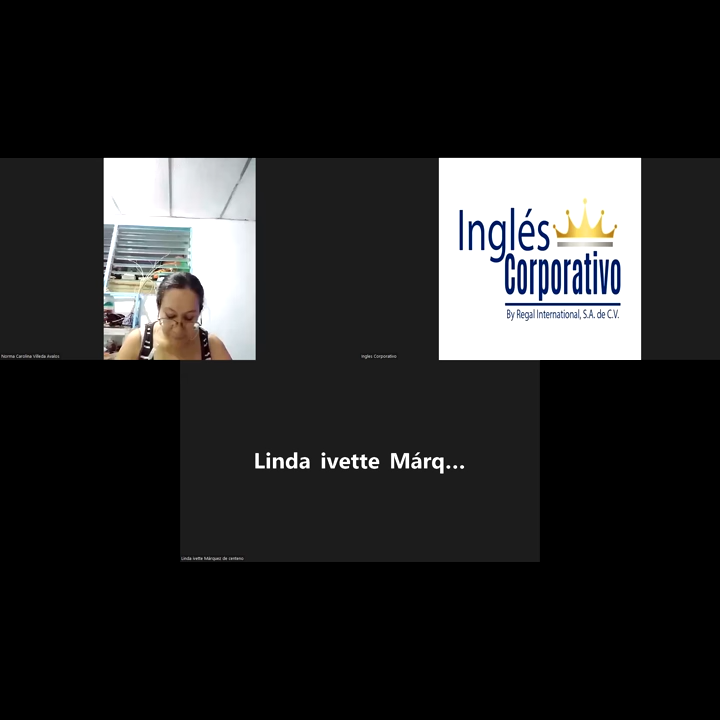 Inglés
Corporativo
By Regal International, S.A. de C.V.
Norma Carolina Villeda Avalos
Ingles Corporativo
Linda ivette Márq...
Linda ivette Márquez de centeno